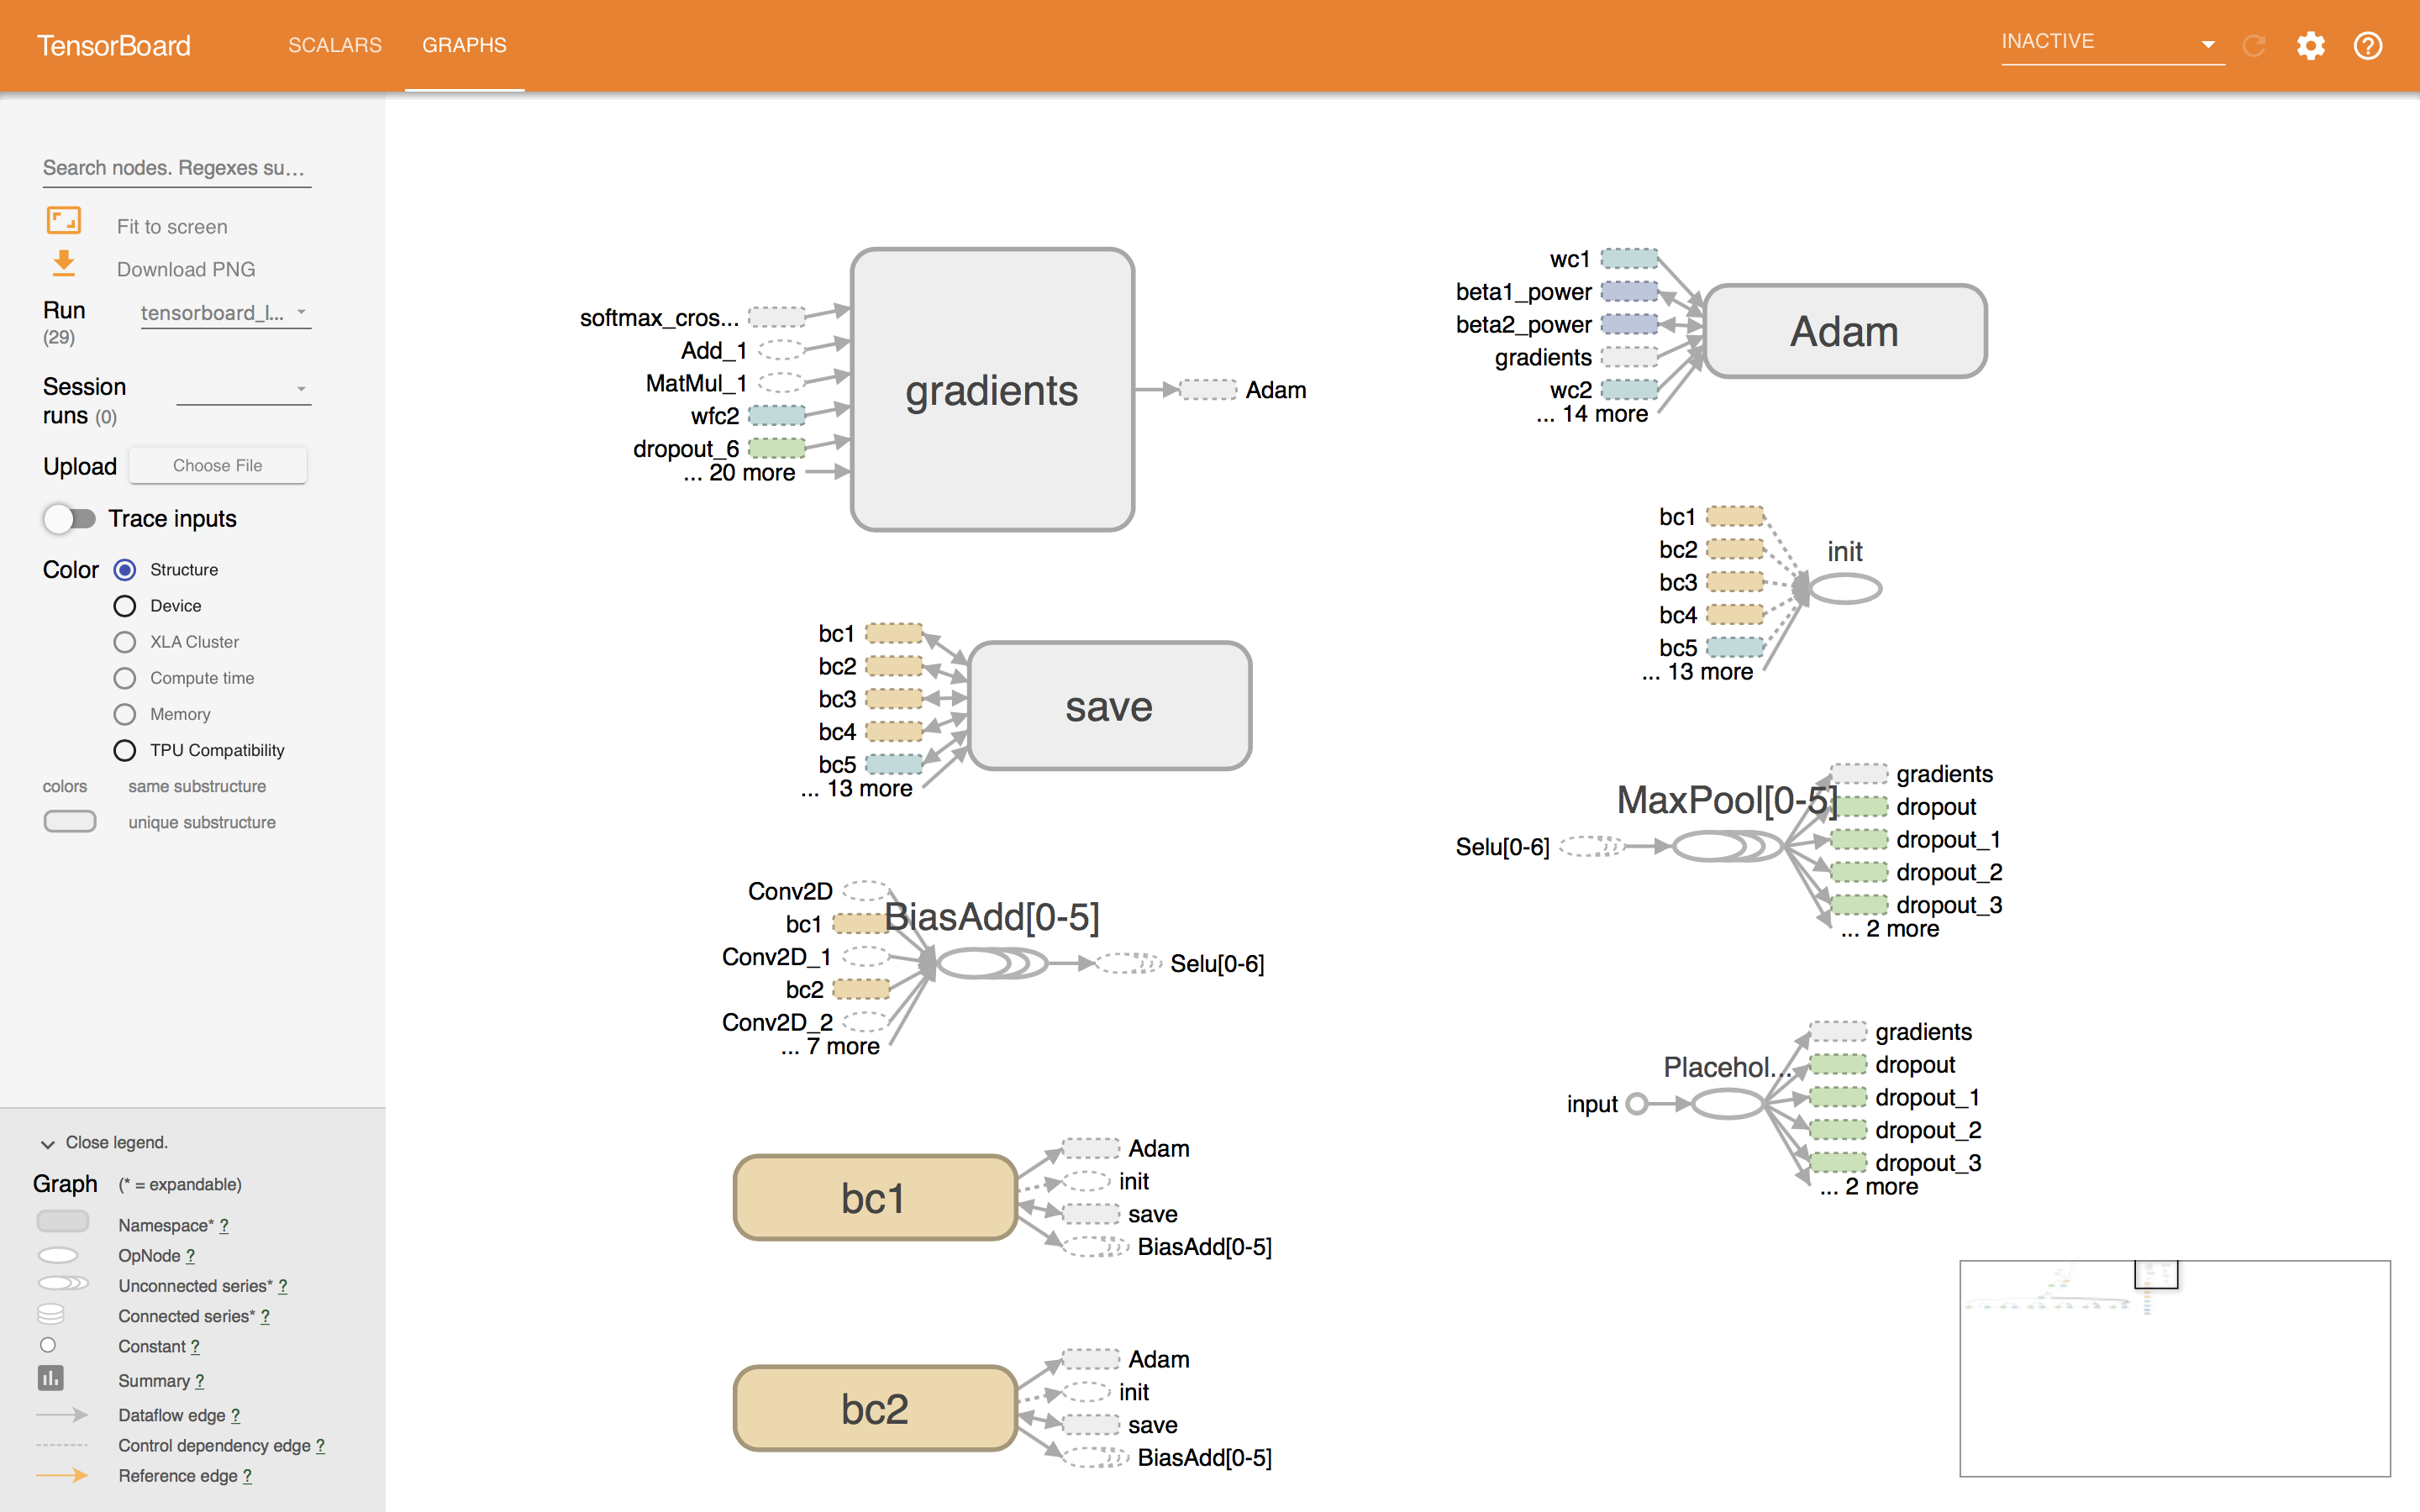 TensorBoard
SCALARS
GRAPHS
INACTIVE
Search nodes. Regexes su...
Fit to screen
Download PNG
Run
(29)
tensorboard_l...
Session
runs (0)
Upload
Choose File
Trace inputs
Color
Structure
Device
XLA Cluster
Compute time
Memory
TPU Compatibility
colors
same substructure
unique substructure
Close legend.
Graph
(* = expandable)
Namespace* ?
OpNode ?
Unconnected series* ?
Connected series* ?
Constant ?
Summary ?
Dataflow edge ?
Control dependency edge ?
Reference edge ?
softmax_cros...
Add_1
MatMul_1
wfc2
dropout_6
... 20 more
gradients
Adam
bc1
bc2
bc3
bc4
bc5
... 13 more
save
Conv2D
bc1
Conv2D_1
bc2
Conv2D_2
... 7 more
BiasAdd[0-5]
Selu[0-6]
bc1
Adam
init
save
BiasAdd[0-5]
bc2
Adam
init
save
BiasAdd[0-5]
wc1
beta1_power
beta2_power
gradients
wc2
... 14 more
Adam
bc1
bc2
bc3
bc4
bc5
... 13 more
init
Selu[0-6]
MaxPool[0-5]
gradients
dropout
dropout_1
dropout_2
dropout_3
... 2 more
input
Placehol...
gradients
dropout
dropout_1
dropout_2
dropout_3
... 2 more